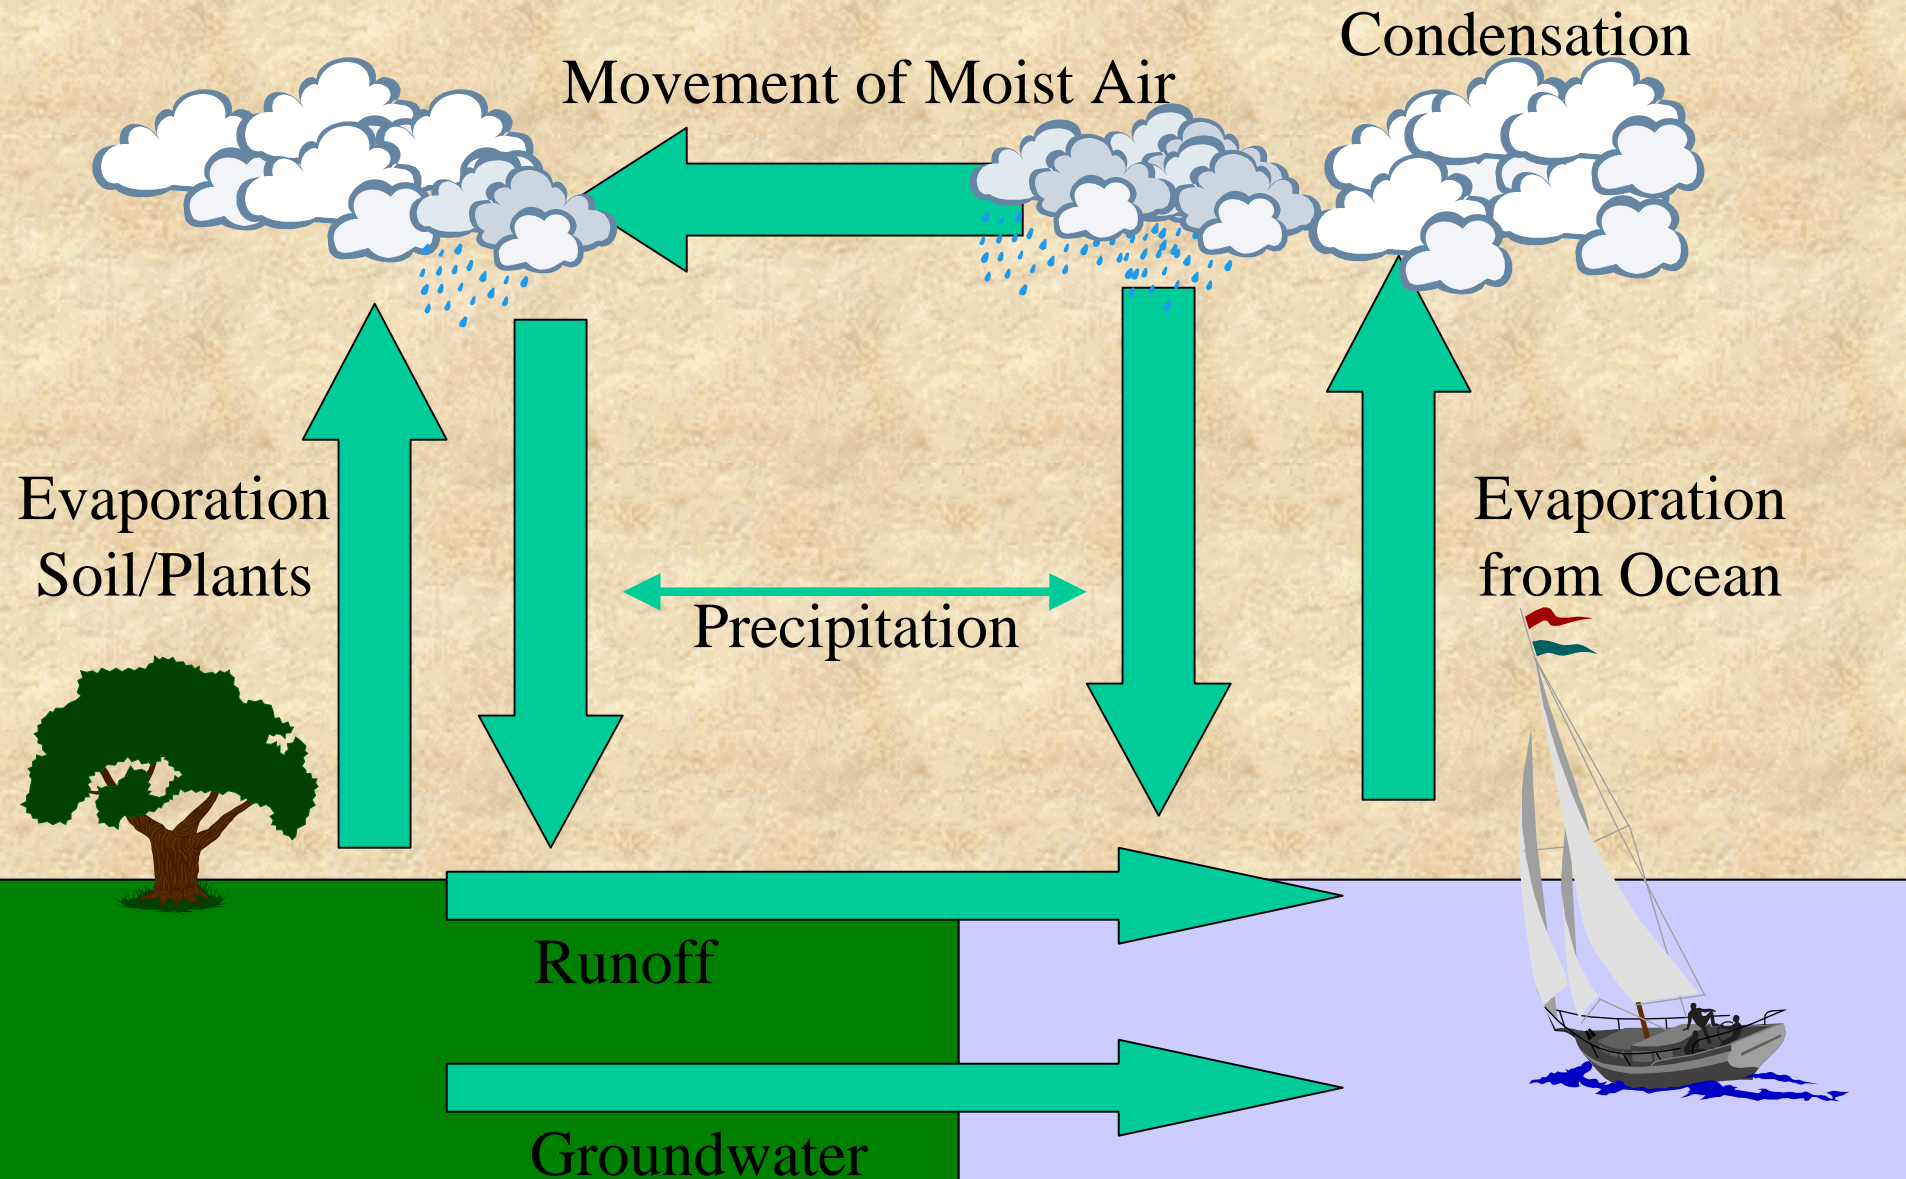 Condensation
Movement of Moist Air
Evaporation
Soil/Plants
Evaporation
from Ocean
Precipitation
Runoff
Groundwater